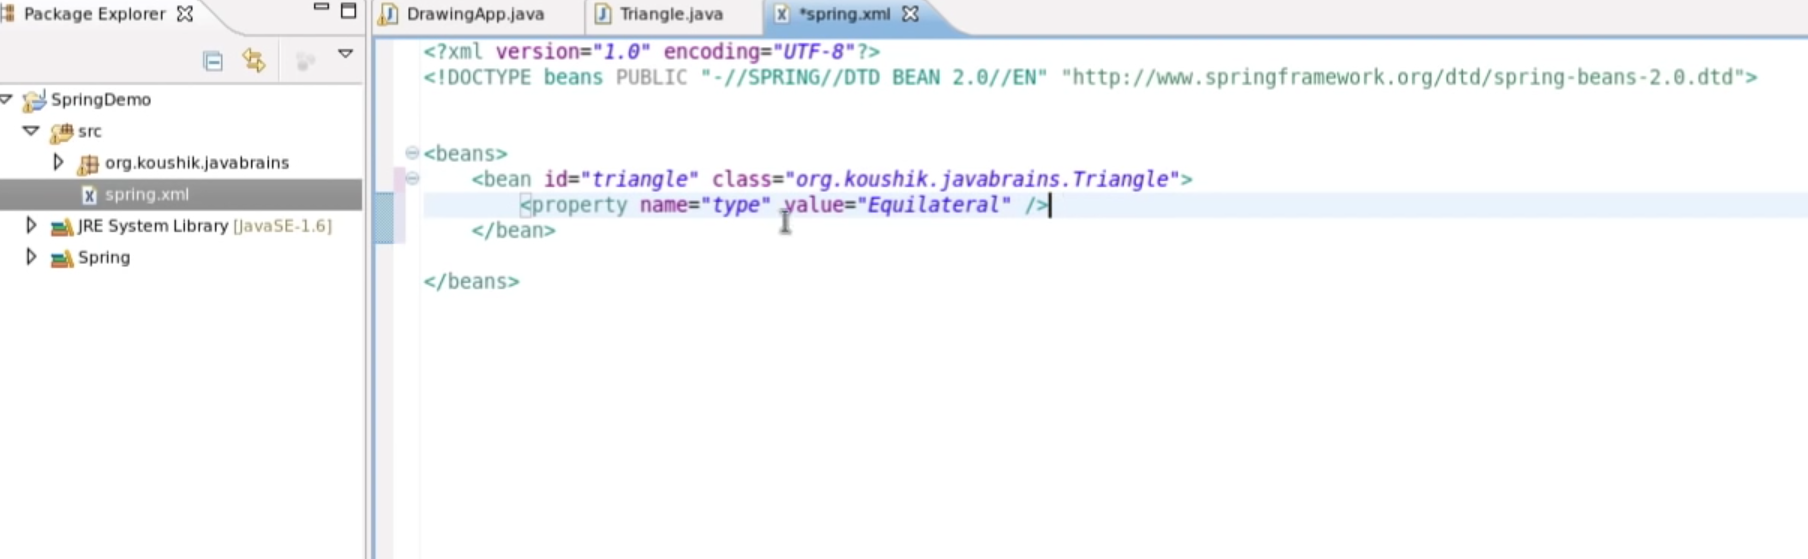 Package Explorer
SpringDemo
src
org.koushik.javabrains
spring.xml
JRE System Library [JavaSE-1.6]
Spring
DrawingApp.java
Triangle.java
*spring.xml
<?xml version="1.0" encoding="UTF-8"?>
<!DOCTYPE beans PUBLIC "-//SPRING//DTD BEAN 2.0//EN" "http://www.springframework.org/dtd/spring-beans-2.0.dtd">
<beans>
<bean id="triangle" class="org.koushik.javabrains.Triangle">
<property name="type" value="Equilateral" />
</bean>
</beans>